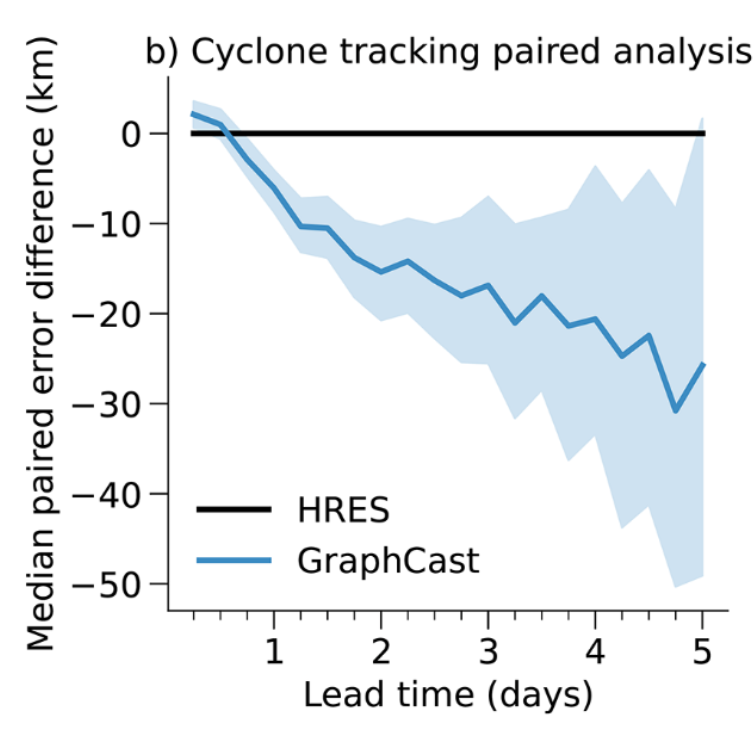 b) Cyclone tracking paired analysis
Median paired error difference (km)
0
−10
−20
−30
−40
−50
HRES
GraphCast
1 2 3 4 5
Lead time (days)